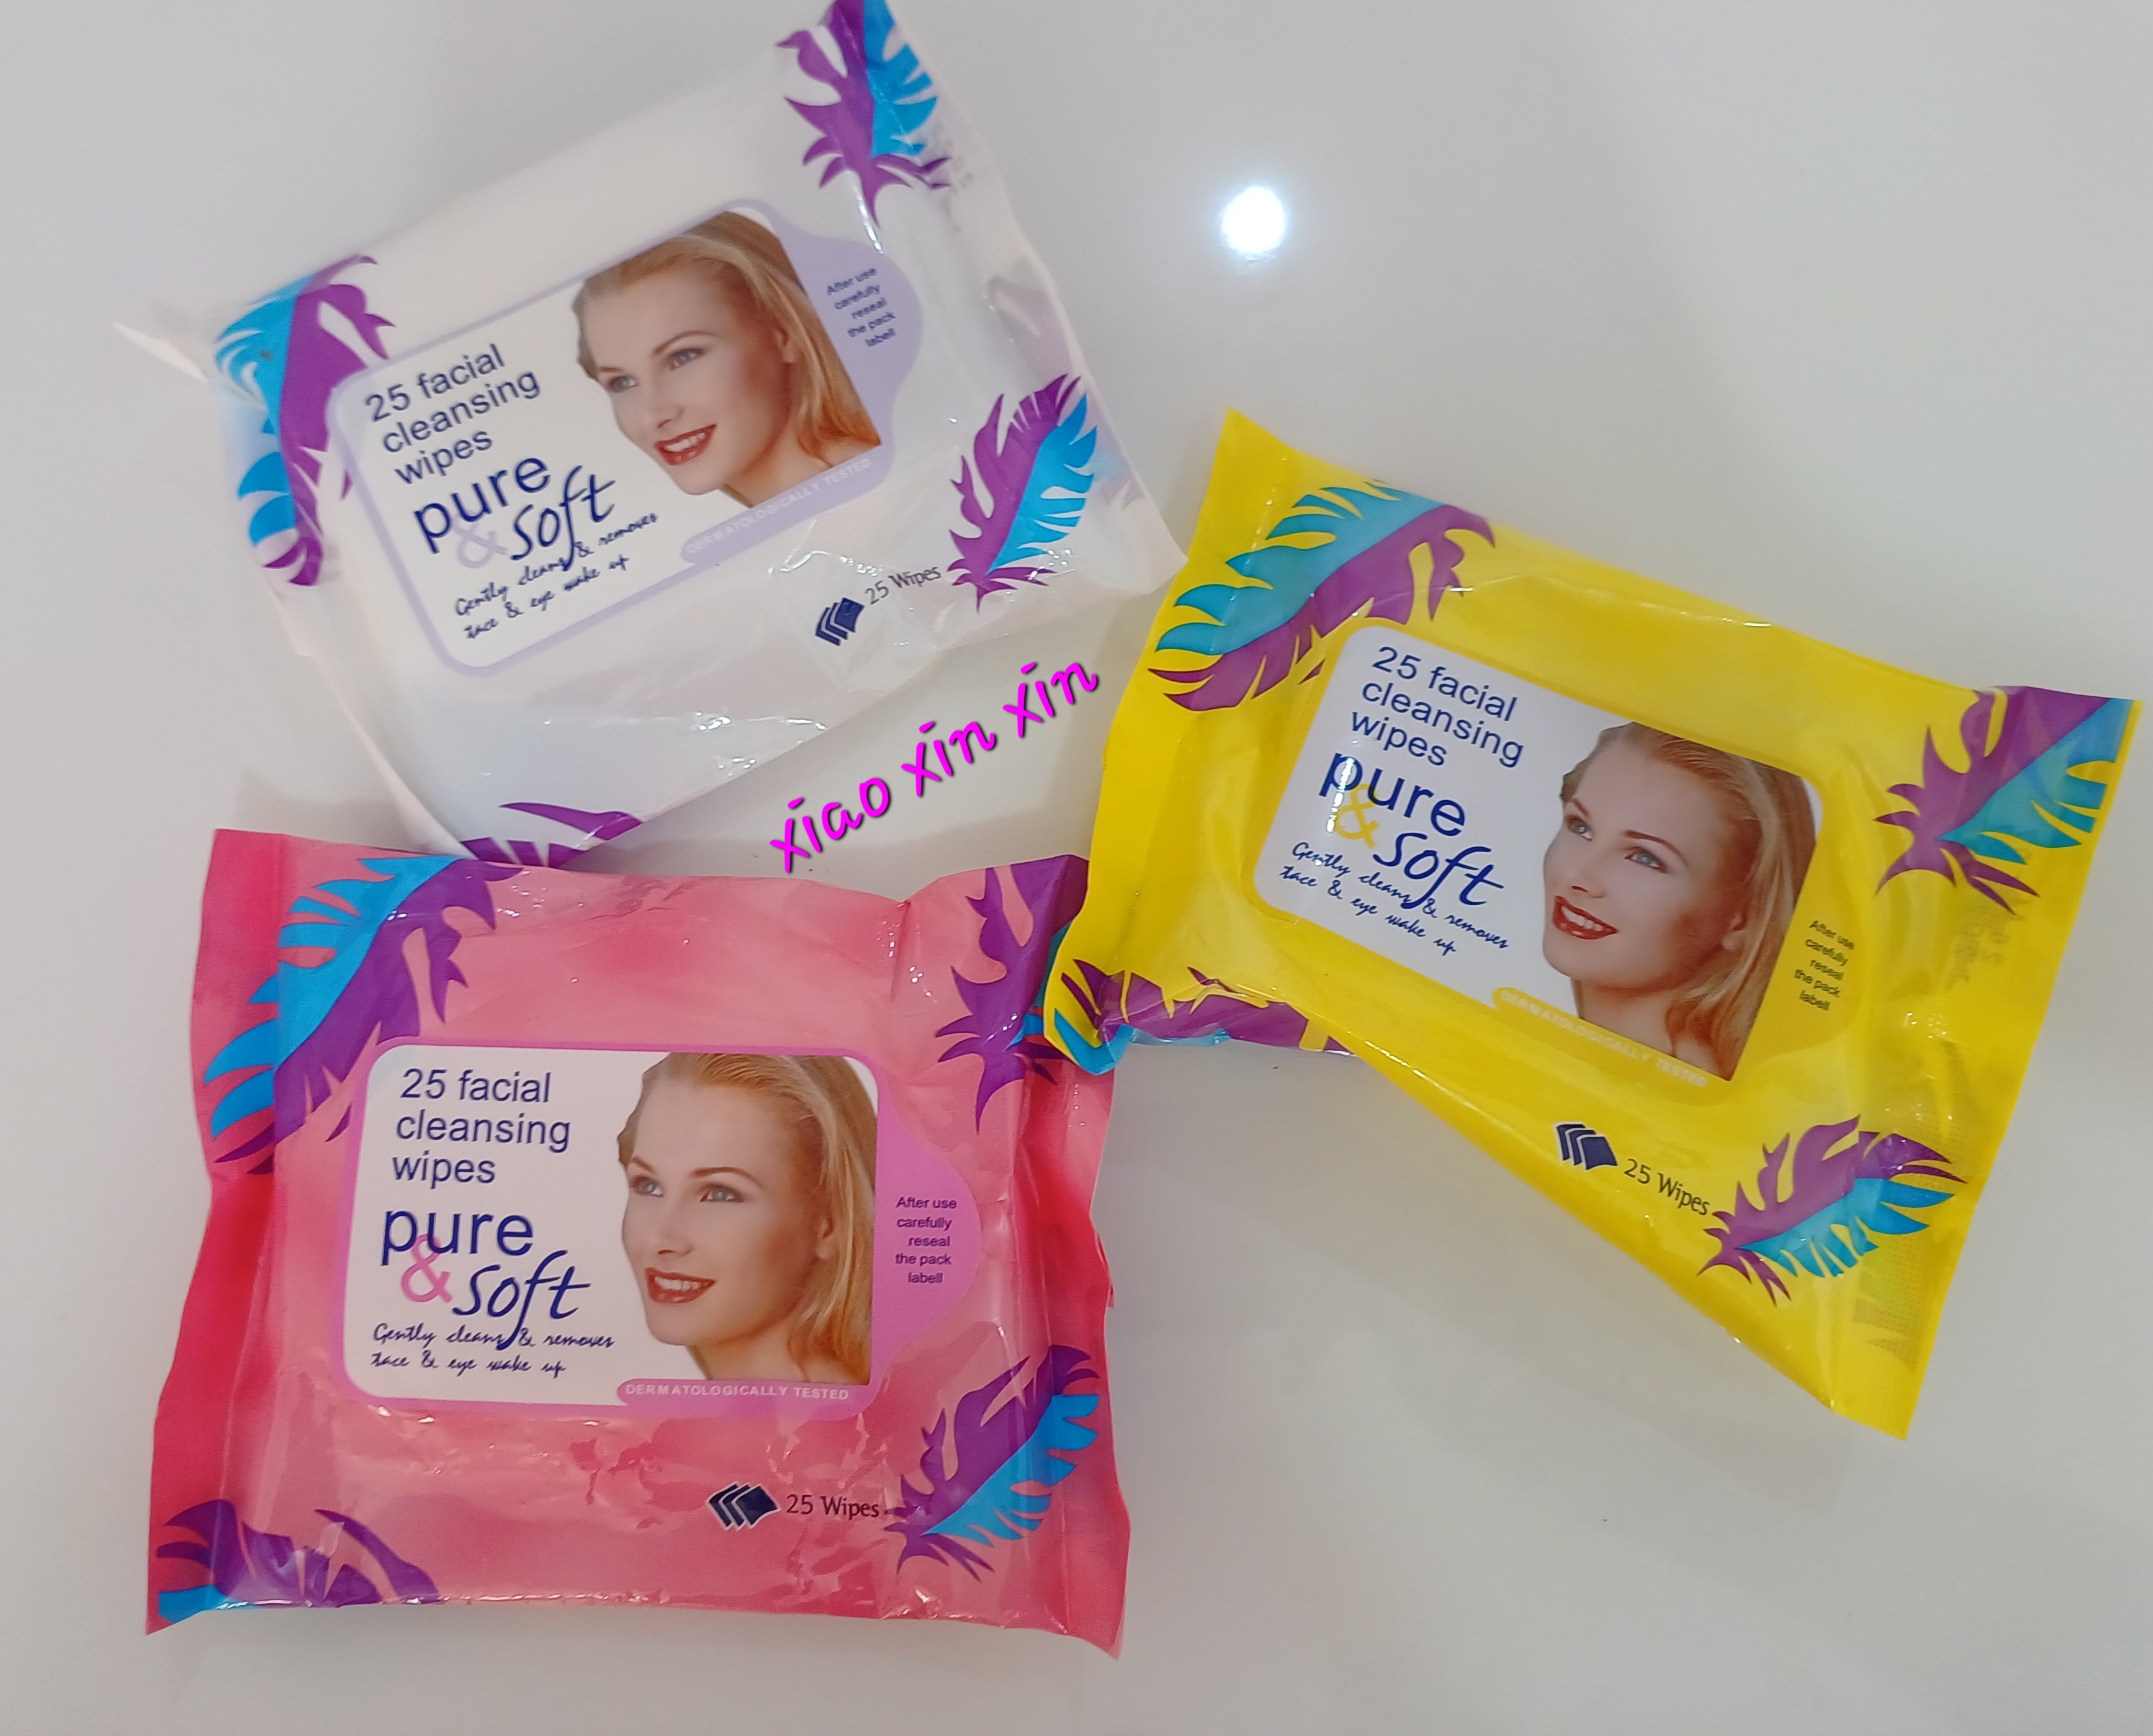 25 facial
cleansing
wipes
pure
& soft
Gently cleans & removes
face & eye make up
DERMATOLOGICALLY TESTED
After use
carefully
reseal
the pack
labell
25 Wipes
xiao xin xin
25 facial
cleansing
wipes
pure
& soft
Gently cleans & removes
face & eye make up
DERMATOLOGICALLY TESTED
After use
carefully
reseal
the pack
labell
25 Wipes
25 facial
cleansing
wipes
pure
& soft
Gently cleans & removes
face & eye make up
DERMATOLOGICALLY TESTED
After use
carefully
reseal
the pack
labell
25 Wipes